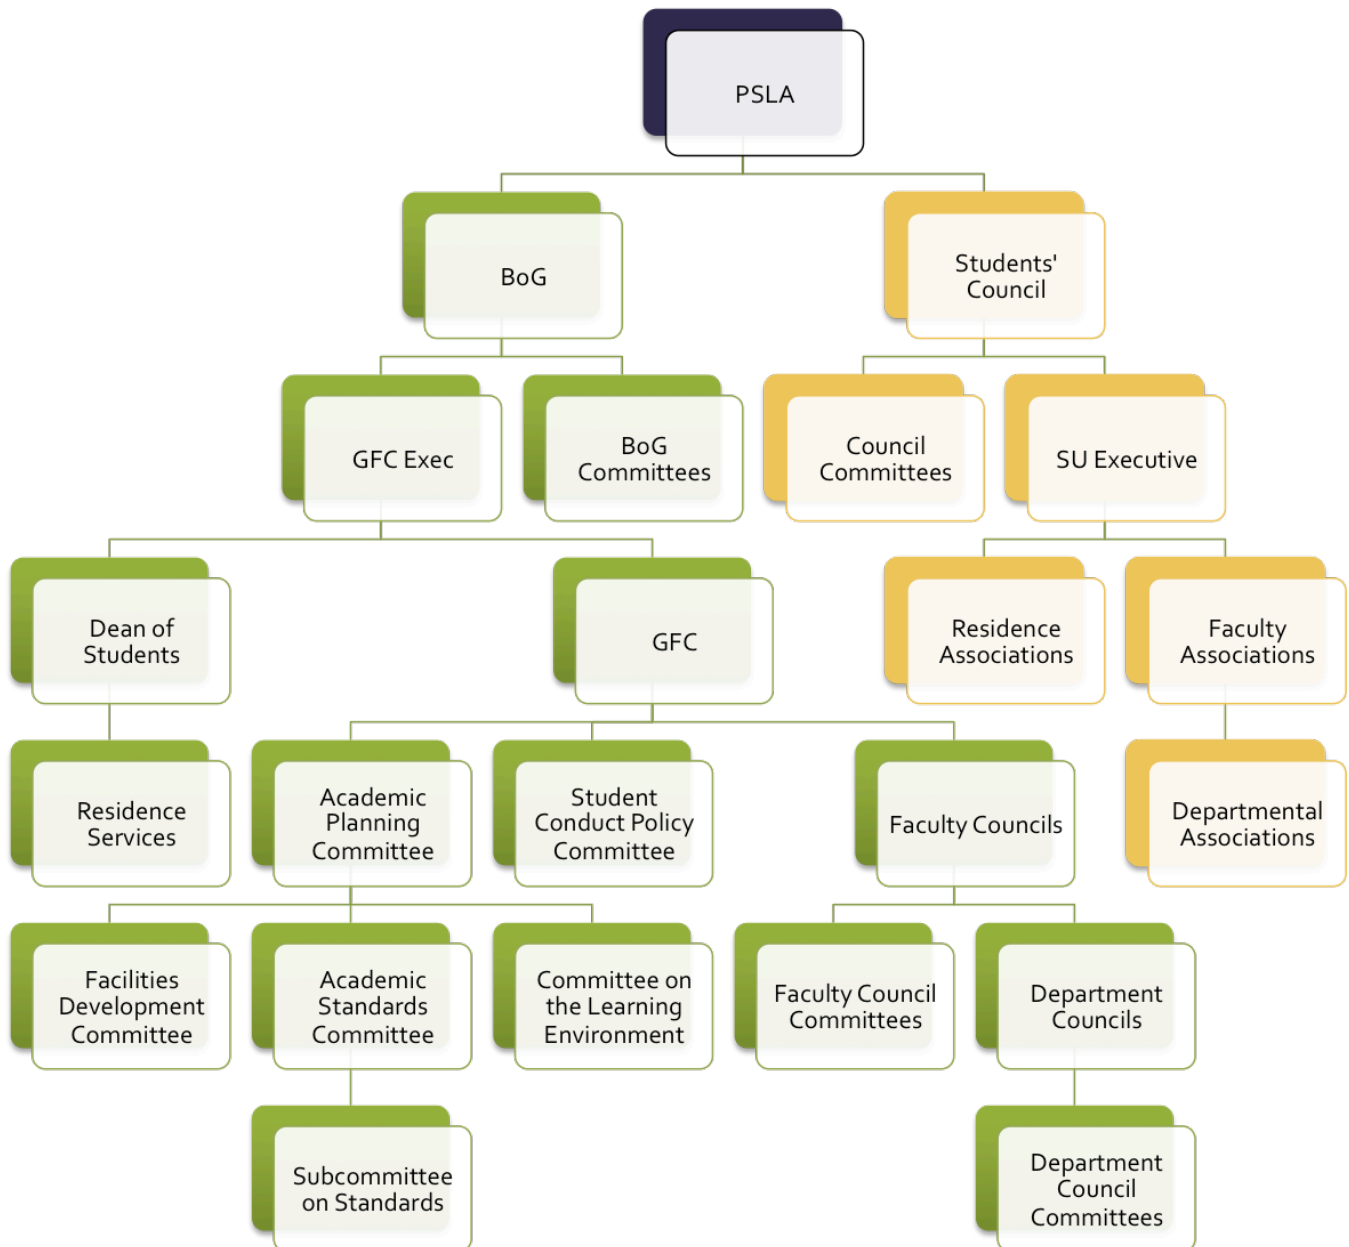 PSLA
BoG
Students'
Council
GFC Exec
BoG
Committees
Council
Committees
SU Executive
Dean of
Students
GFC
Residence
Associations
Faculty
Associations
Residence
Services
Academic
Planning
Committee
Student
Conduct Policy
Committee
Faculty Councils
Departmental
Associations
Facilities
Development
Committee
Academic
Standards
Committee
Committee on
the Learning
Environment
Faculty Council
Committees
Department
Councils
Subcommittee
on Standards
Department
Council
Committees